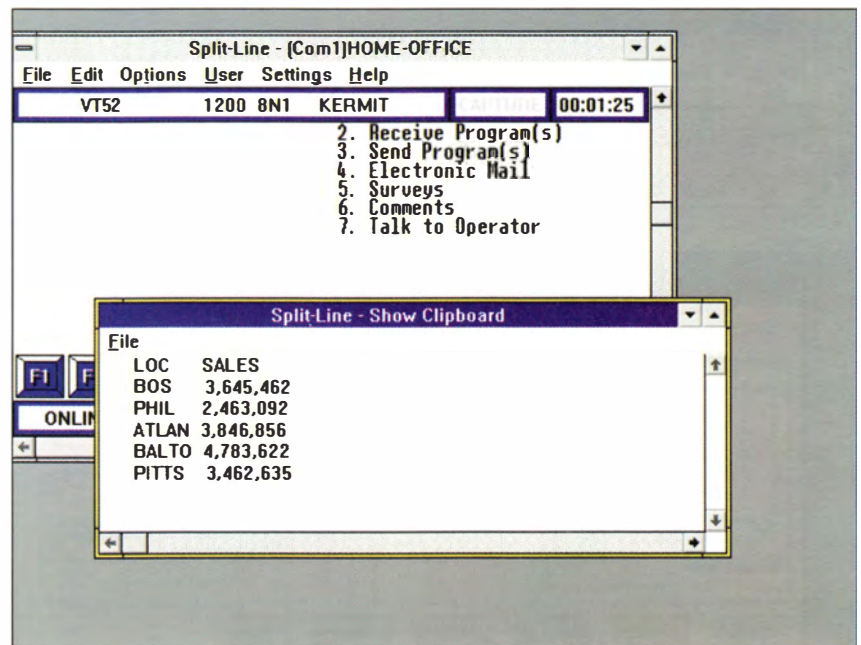 Split-Line - (Com1)HOME-OFFICE
File Edit Options User Settings Help
VT52 1200 8N1 KERMIT CAPTURE 00:01:25
2. Receive Program(s)
3. Send Program(s)
4. Electronic Mail
5. Surveys
6. Comments
7. Talk to Operator
Split-Line - Show Clipboard
File
LOC SALES
BOS 3,645,462
PHIL 2,463,092
ATLAN 3,846,856
BALTO 4,783,622
PITTS 3,462,635
F1